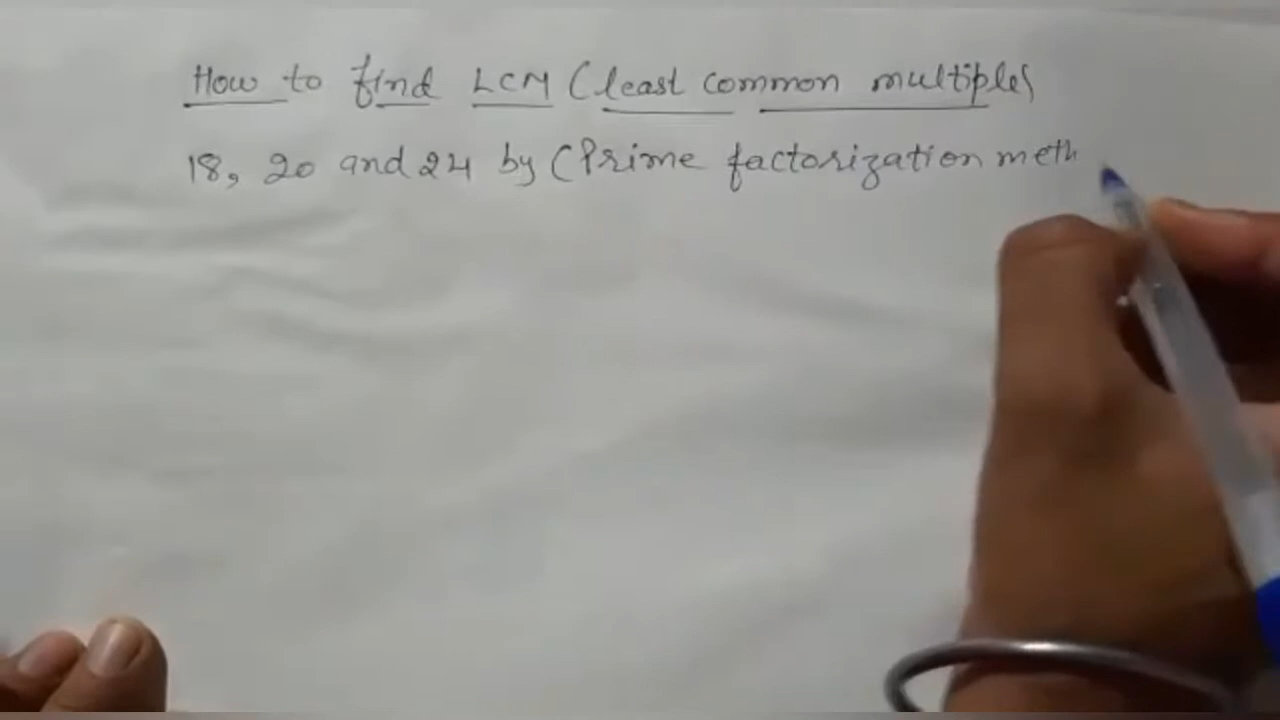 How to find LCM (least common multiples
18, 20 and 24 by (Prime factorization meth